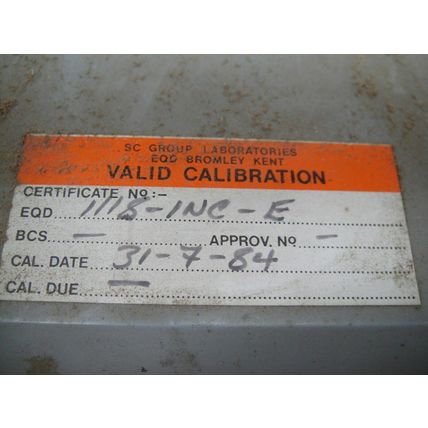 SC GROUP LABORATORIES
EQD BROMLEY KENT
VALID CALIBRATION
CERTIFICATE No:-
EQD 1118-INC-E
BCS - APPROV. No -
CAL. DATE 31-7-84
CAL. DUE -